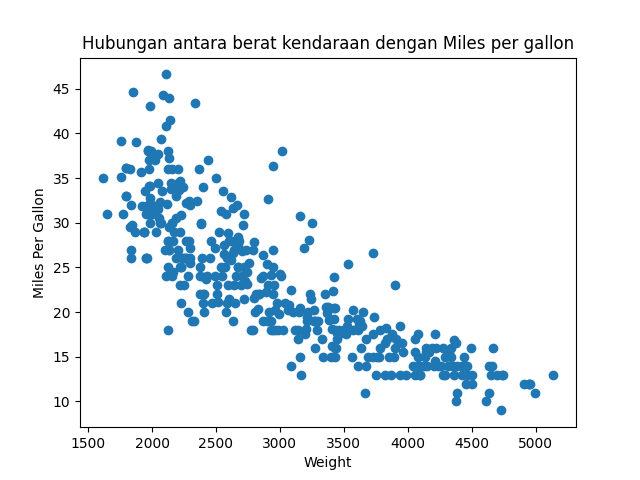 Hubungan antara berat kendaraan dengan Miles per gallon
45
40
35
30
25
20
15
10
Miles Per Gallon
1500 2000 2500 3000 3500 4000 4500 5000
Weight